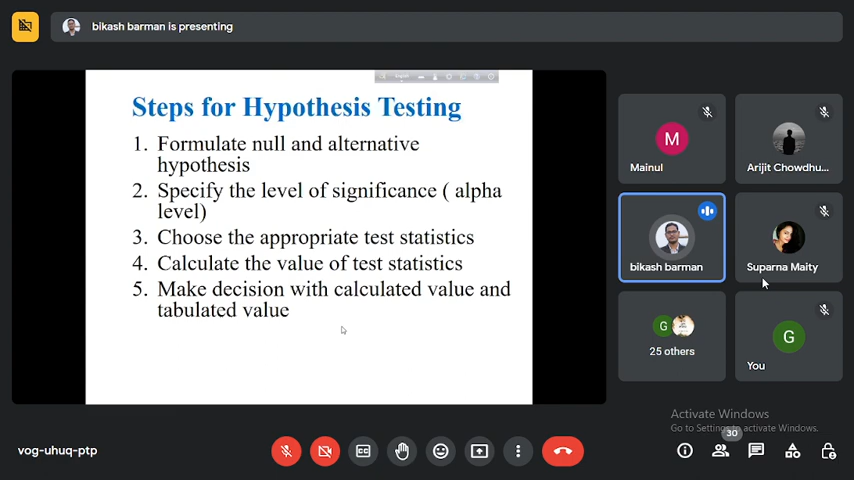 bikash barman is presenting
Steps for Hypothesis Testing
1. Formulate null and alternative
hypothesis
2. Specify the level of significance ( alpha
level)
3. Choose the appropriate test statistics
4. Calculate the value of test statistics
5. Make decision with calculated value and
tabulated value
M
Mainul
Arijit Chowdhu...
bikash barman
Suparna Maity
G
25 others
G
You
Activate Windows
Go to Settings to activate Windows.
30
vog-uhuq-ptp